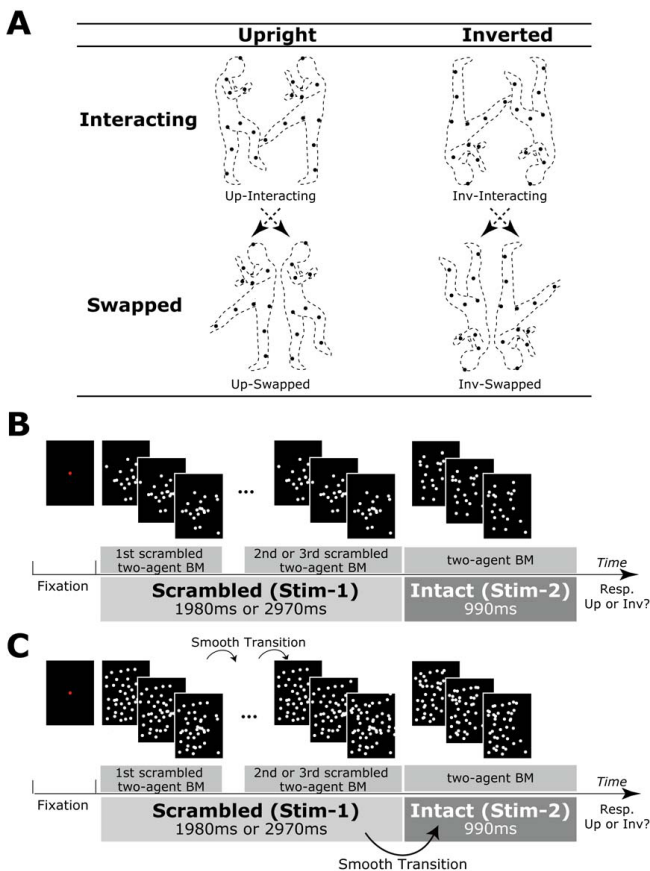 A
Upright Inverted
Interacting
Up-Interacting Inv-Interacting
Swapped
Up-Swapped Inv-Swapped
B
...
1st scrambled
two-agent BM
2nd or 3rd scrambled
two-agent BM
two-agent BM
Time
Fixation
Scrambled (Stim-1)
1980ms or 2970ms
Intact (Stim-2)
990ms
Resp.
Up or Inv?
C
Smooth Transition
...
1st scrambled
two-agent BM
2nd or 3rd scrambled
two-agent BM
two-agent BM
Time
Fixation
Scrambled (Stim-1)
1980ms or 2970ms
Intact (Stim-2)
990ms
Resp.
Up or Inv?
Smooth Transition